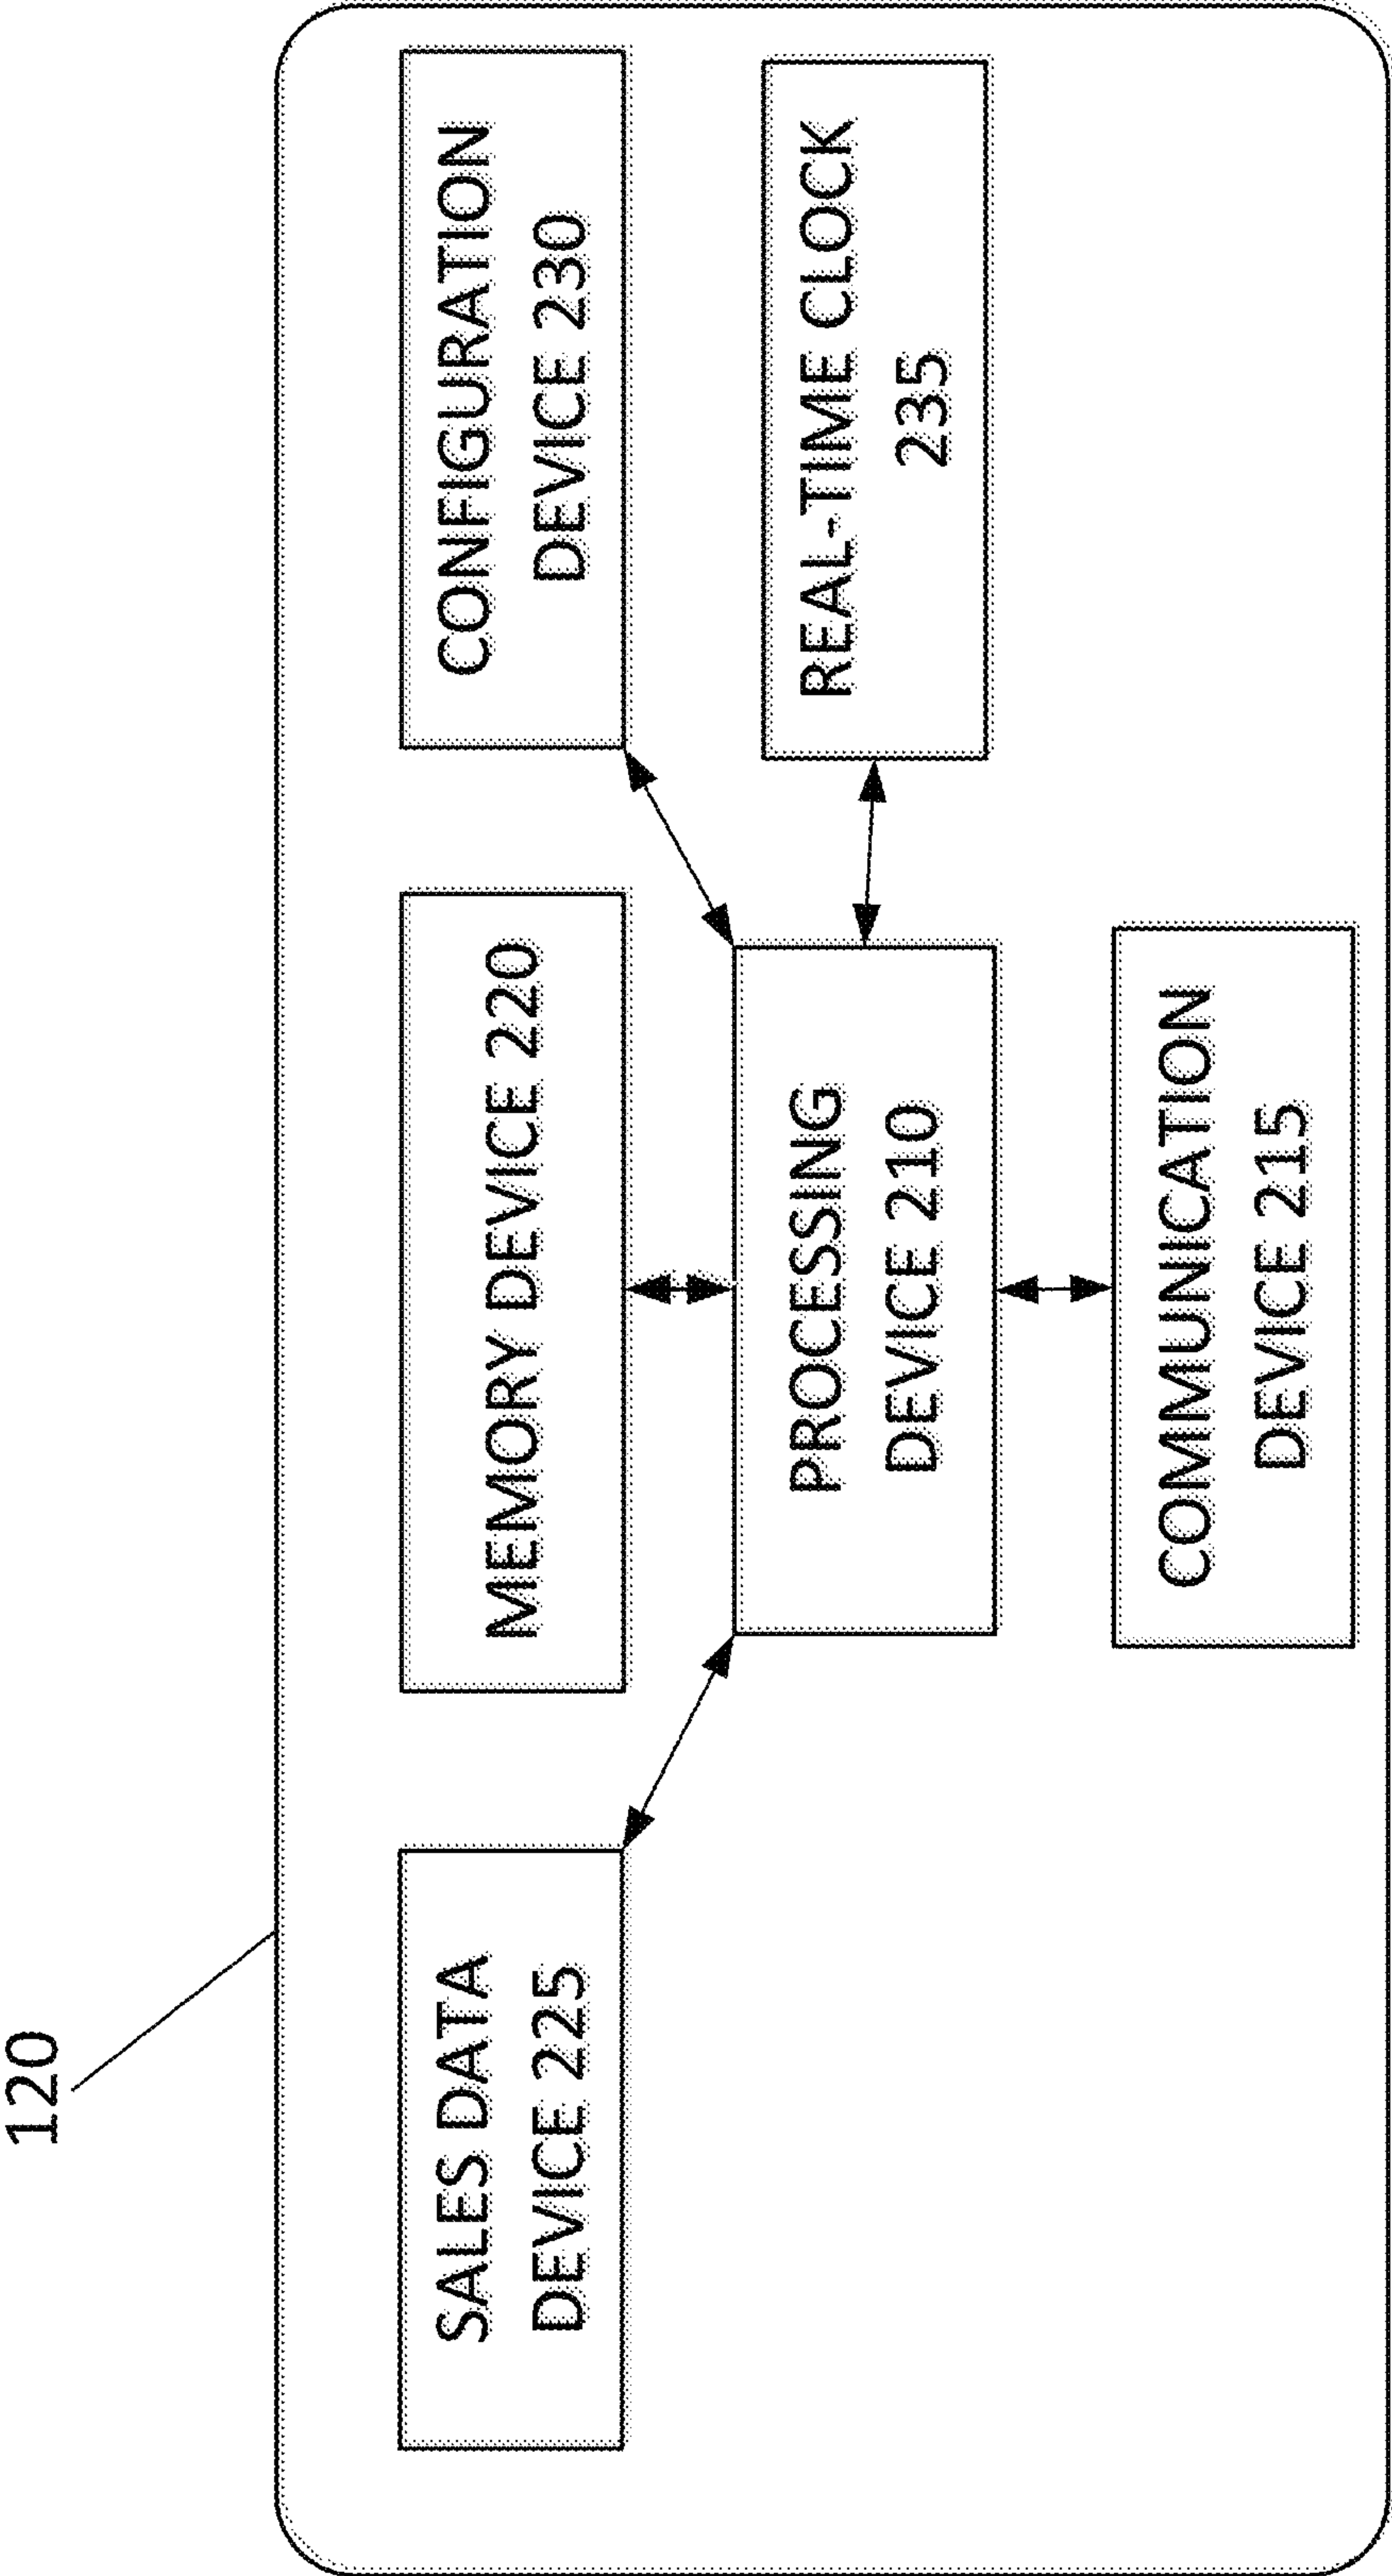 120
SALES DATA
DEVICE 225
MEMORY DEVICE 220
CONFIGURATION
DEVICE 230
PROCESSING
DEVICE 210
REAL-TIME CLOCK
235
COMMUNICATION
DEVICE 215